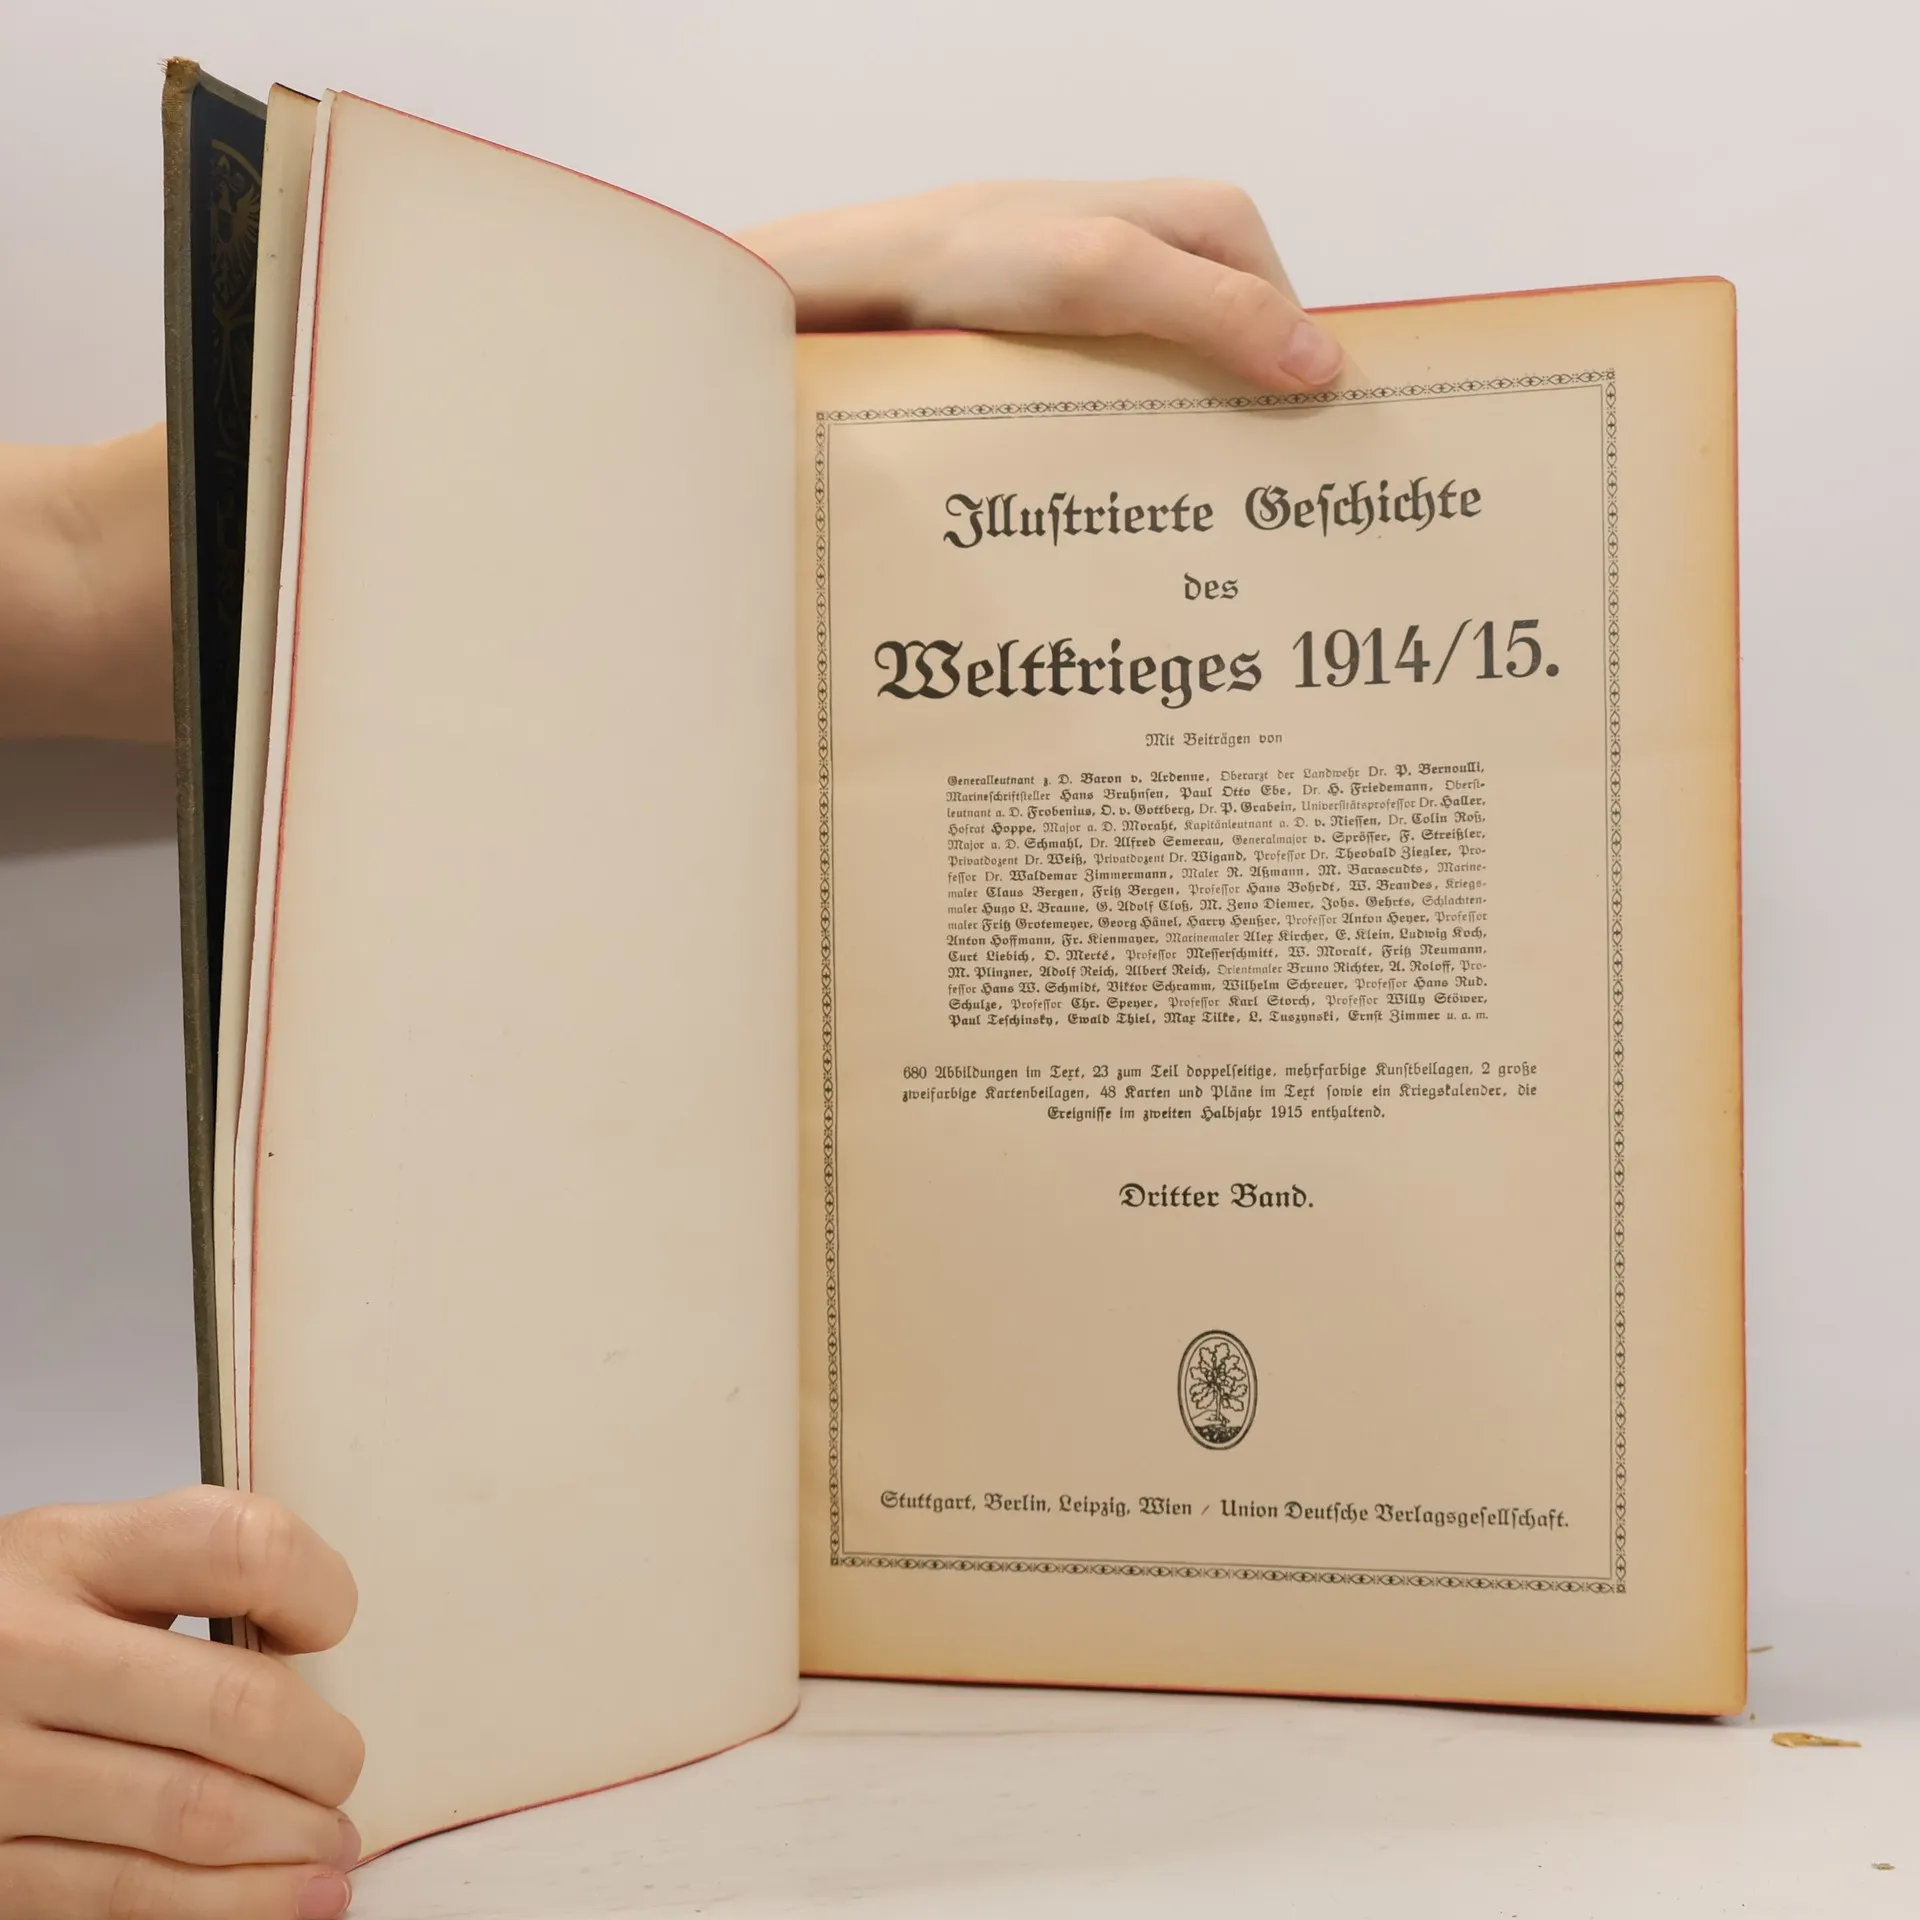 Illuſtrierte Geſchichte
des
Weltkrieges 1914/15.
Mit Beiträgen von
Generalleutnant z. D. Baron v. Ardenne, Oberarzt der Landwehr Dr. P. Bernoulli,
Marineſchriftſteller Hans Bruhnſen, Paul Otto Ebe, Dr. H. Friedemann, Oberſt-
leutnant a. D. Frobenius, O. v. Gottberg, Dr. P. Grabein, Univerſitätsprofeſſor Dr. Haller,
Hofrat Hoppe, Major a. D. Moraht, Kapitänleutnant a. D. v. Nieſſen, Dr. Colin Roß,
Major a. D. Schmahl, Dr. Alfred Semerau, Generalmajor v. Spröſſer, F. Streißler,
Privatdozent Dr. Weiß, Privatdozent Dr. Wigand, Profeſſor Dr. Theobald Ziegler, Pro-
feſſor Dr. Waldemar Zimmermann, Maler R. Aßmann, M. Barascudts, Marine-
maler Claus Bergen, Fritz Bergen, Profeſſor Hans Bohrdt, W. Brandes, Kriegs-
maler Hugo L. Braune, G. Adolf Cloß, M. Zeno Diemer, Johs. Gehrts, Schlachten-
maler Fritz Grotemeyer, Georg Hänel, Harry Heußer, Profeſſor Anton Heyer, Profeſſor
Anton Hoffmann, Fr. Kienmayer, Marinemaler Alex Kircher, E. Klein, Ludwig Koch,
Curt Liebich, O. Merté, Profeſſor Meſſerſchmitt, W. Moralt, Fritz Neumann,
M. Plinzner, Adolf Reich, Albert Reich, Orientmaler Bruno Richter, A. Roloff, Pro-
feſſor Hans W. Schmidt, Viktor Schramm, Wilhelm Schreuer, Profeſſor Hans Rud.
Schulze, Profeſſor Chr. Speyer, Profeſſor Karl Storch, Profeſſor Willy Stöwer,
Paul Teſchinsky, Ewald Thiel, Max Tilke, L. Tuszynski, Ernſt Zimmer u. a. m.
680 Abbildungen im Text, 23 zum Teil doppelſeitige, mehrfarbige Kunſtbeilagen, 2 große
zweifarbige Kartenbeilagen, 48 Karten und Pläne im Text ſowie ein Kriegskalender, die
Ereigniſſe im zweiten Halbjahr 1915 enthaltend.
Dritter Band.
Stuttgart, Berlin, Leipzig, Wien / Union Deutſche Verlagsgeſellſchaft.